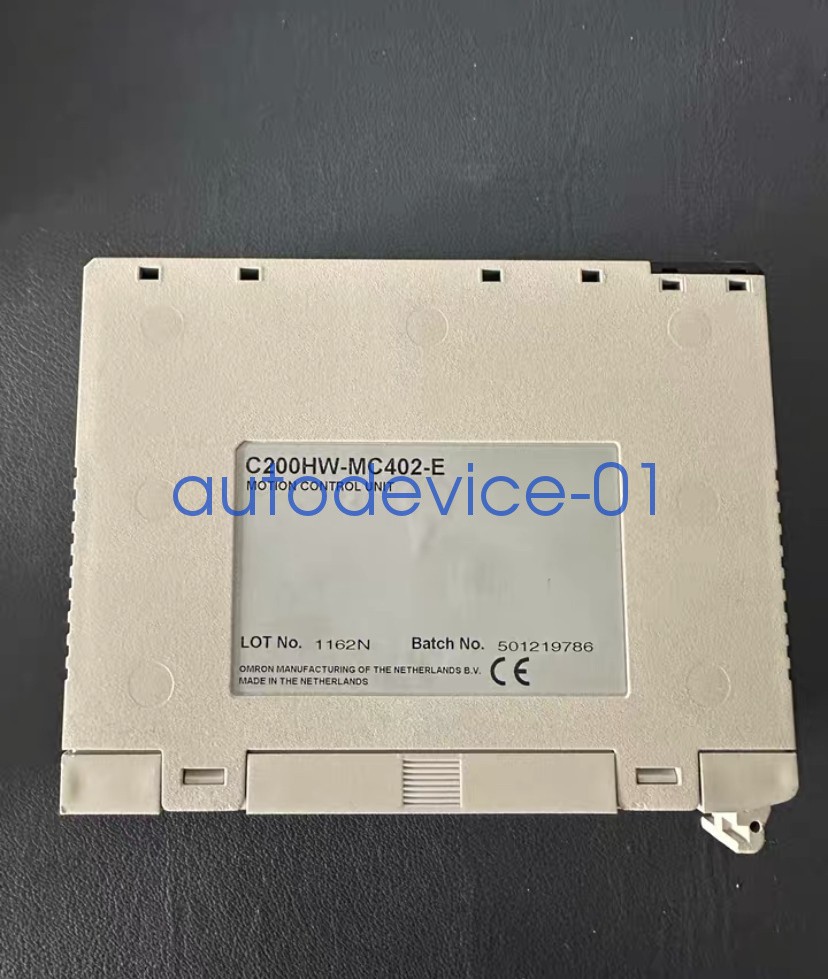 C200HW-MC402-E
MOTION CONTROL UNIT
autodevice-01
LOT No. 1162N Batch No. 501219786
OMRON MANUFACTURING OF THE NETHERLANDS B.V.
MADE IN THE NETHERLANDS
CE